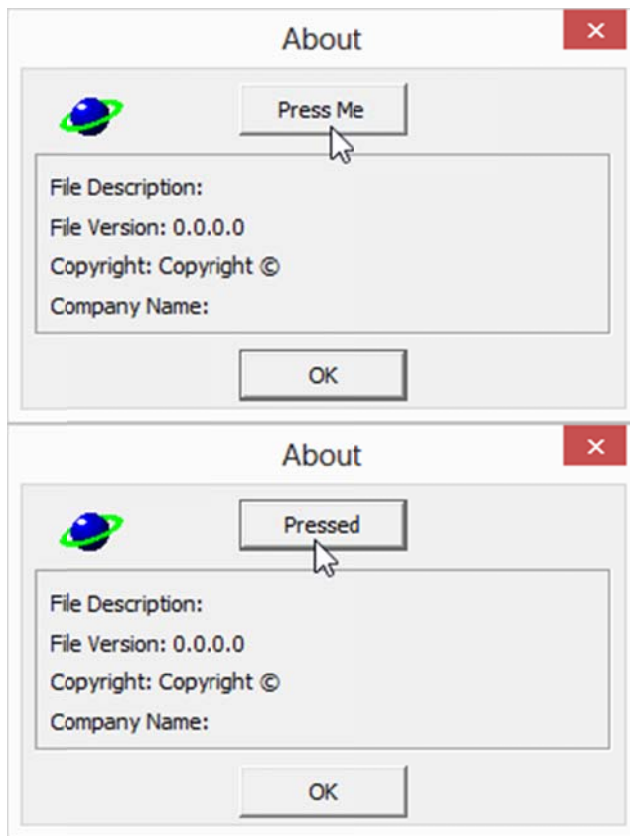 About
Press Me
File Description:
File Version: 0.0.0.0
Copyright: Copyright ©
Company Name:
OK
About
Pressed
File Description:
File Version: 0.0.0.0
Copyright: Copyright ©
Company Name:
OK